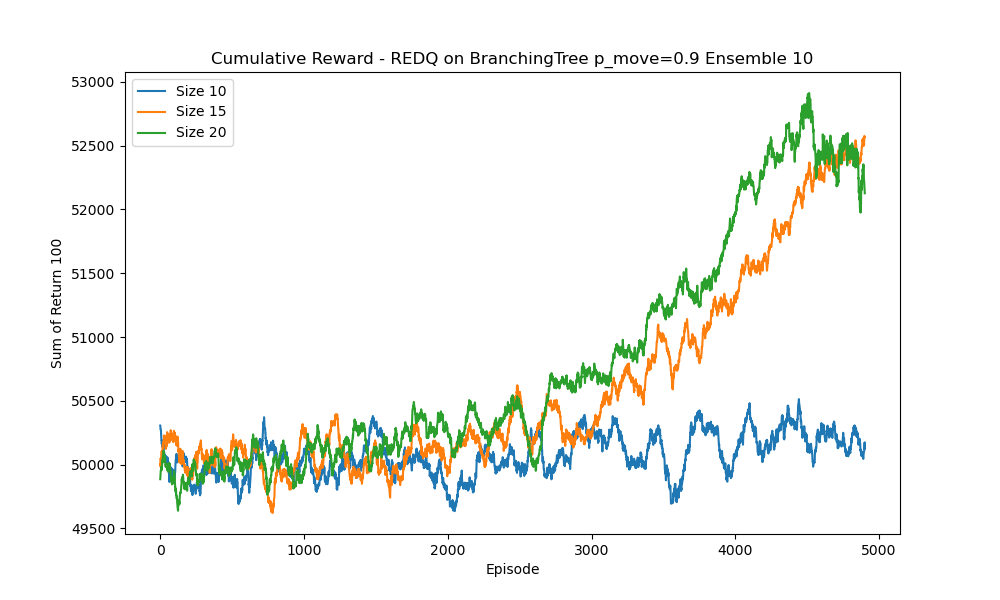 Cumulative Reward - REDQ on BranchingTree p_move=0.9 Ensemble 10
Size 10
Size 15
Size 20
Sum of Return 100
53000
52500
52000
51500
51000
50500
50000
49500
0 1000 2000 3000 4000 5000
Episode